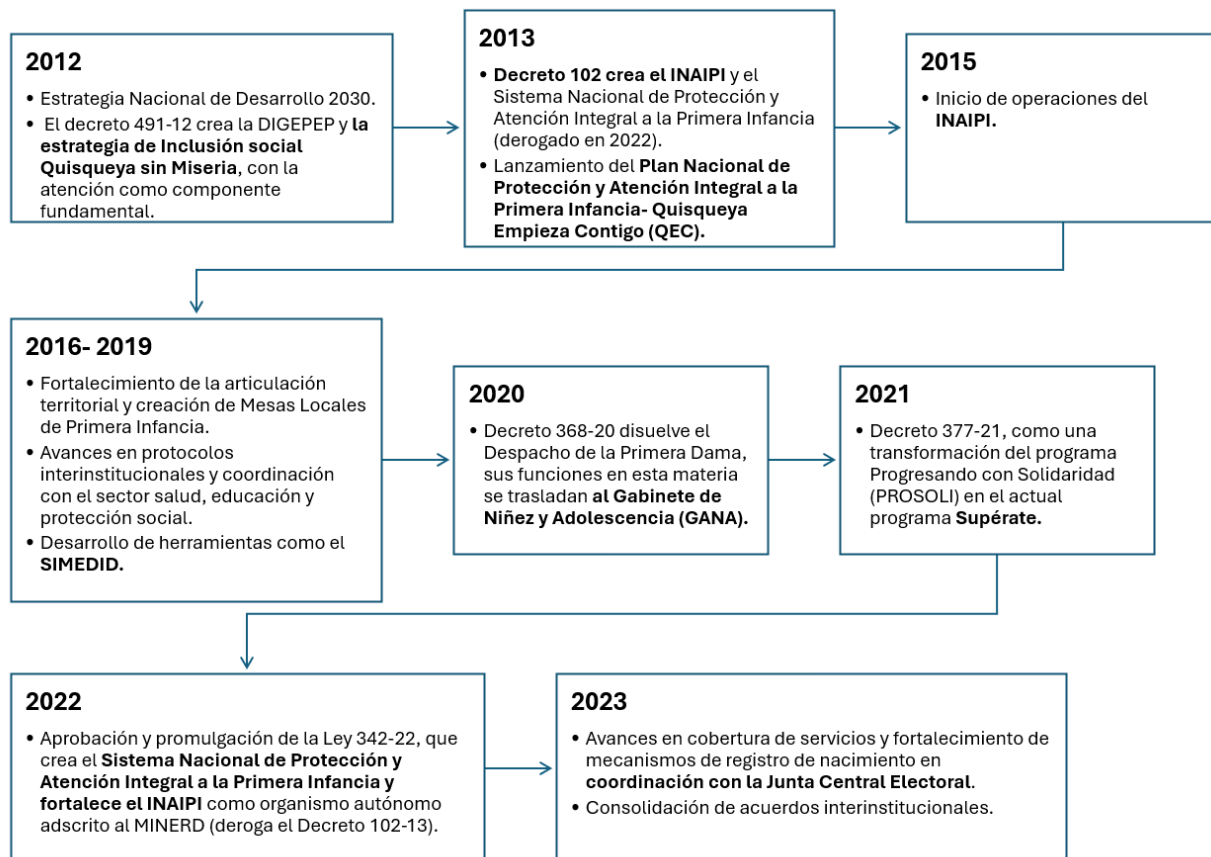 2012
• Estrategia Nacional de Desarrollo 2030.
• El decreto 491-12 crea la DIGEPEP y la
estrategia de Inclusión social
Quisqueya sin Miseria, con la
atención como componente
fundamental.
2013
• Decreto 102 crea el INAIPI y el
Sistema Nacional de Protección y
Atención Integral a la Primera Infancia
(derogado en 2022).
• Lanzamiento del Plan Nacional de
Protección y Atención Integral a la
Primera Infancia- Quisqueya
Empieza Contigo (QEC).
2015
• Inicio de operaciones del
INAIPI.
2016- 2019
• Fortalecimiento de la articulación
territorial y creación de Mesas Locales
de Primera Infancia.
• Avances en protocolos
interinstitucionales y coordinación
con el sector salud, educación y
protección social.
• Desarrollo de herramientas como el
SIMEDID.
2020
• Decreto 368-20 disuelve el
Despacho de la Primera Dama,
sus funciones en esta materia
se trasladan al Gabinete de
Niñez y Adolescencia (GANA).
2021
• Decreto 377-21, como una
transformación del programa
Progresando con Solidaridad
(PROSOLI) en el actual
programa Supérate.
2022
• Aprobación y promulgación de la Ley 342-22, que
crea el Sistema Nacional de Protección y
Atención Integral a la Primera Infancia y
fortalece el INAIPI como organismo autónomo
adscrito al MINERD (deroga el Decreto 102-13).
2023
• Avances en cobertura de servicios y fortalecimiento de
mecanismos de registro de nacimiento en
coordinación con la Junta Central Electoral.
• Consolidación de acuerdos interinstitucionales.